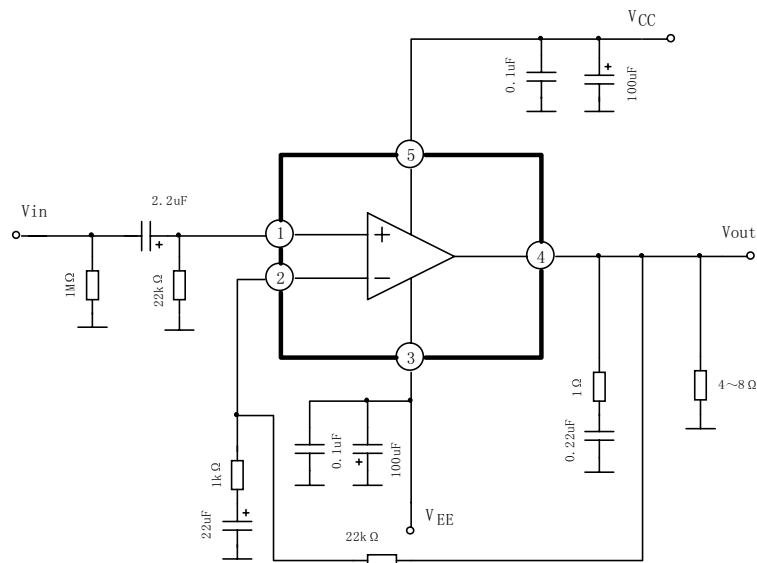 VCC
0.1uF
100uF
5
2.2uF
Vin
1
+
Vout
4
2
−
1MΩ
22kΩ
3
1Ω
4～8Ω
0.22uF
0.1uF
100uF
1kΩ
22uF
VEE
22kΩ